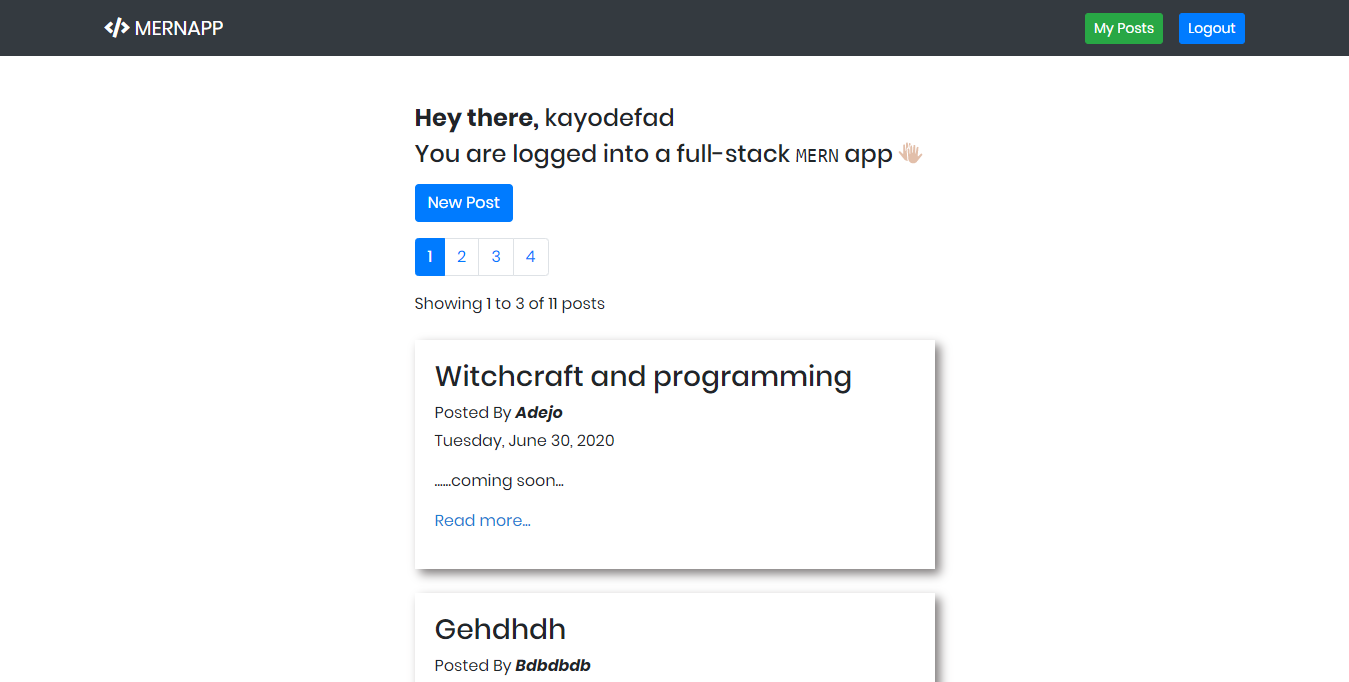 </> MERNAPP
My Posts
Logout
Hey there, kayodefad
You are logged into a full-stack MERN app 👋🏻
New Post
1 2 3 4
Showing 1 to 3 of 11 posts
Witchcraft and programming
Posted By Adejo
Tuesday, June 30, 2020
......coming soon...
Read more...
Gehdhdh
Posted By Bdbdbdb